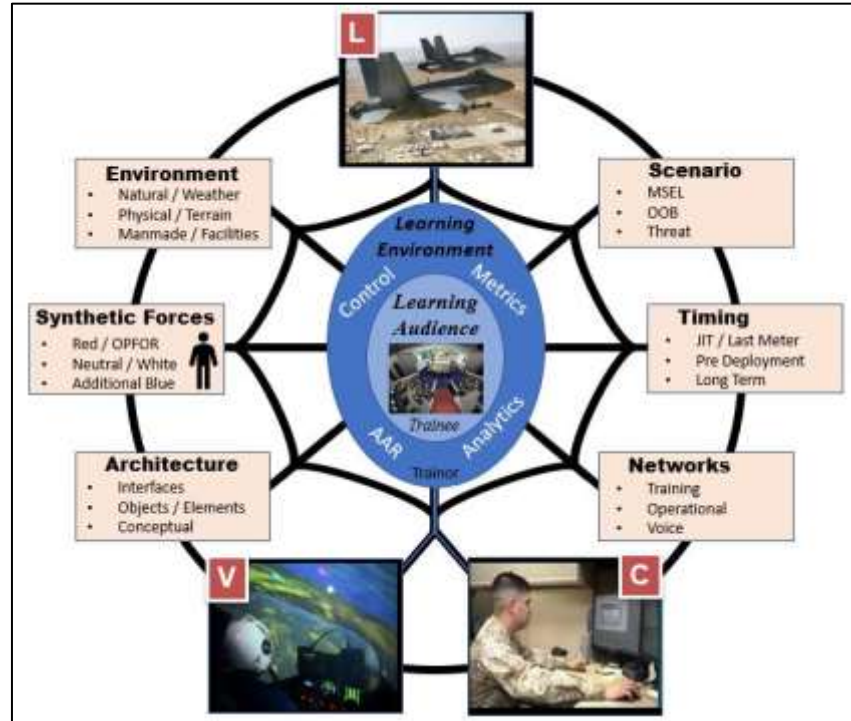 L
Environment
• Natural / Weather
• Physical / Terrain
• Manmade / Facilities
Scenario
• MSEL
• OOB
• Threat
Learning
Environment
Control
Metrics
Learning
Audience
Trainee
AAR
Analytics
Trainor
Synthetic Forces
• Red / OPFOR
• Neutral / White
• Additional Blue
Timing
• JIT / Last Meter
• Pre Deployment
• Long Term
Architecture
• Interfaces
• Objects / Elements
• Conceptual
Networks
• Training
• Operational
• Voice
V
C